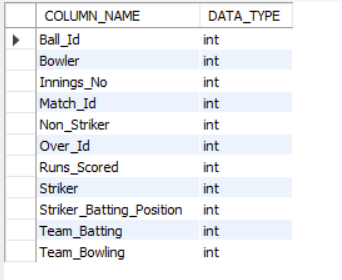 COLUMN_NAME DATA_TYPE
Ball_Id int
Bowler int
Innings_No int
Match_Id int
Non_Striker int
Over_Id int
Runs_Scored int
Striker int
Striker_Batting_Position int
Team_Batting int
Team_Bowling int